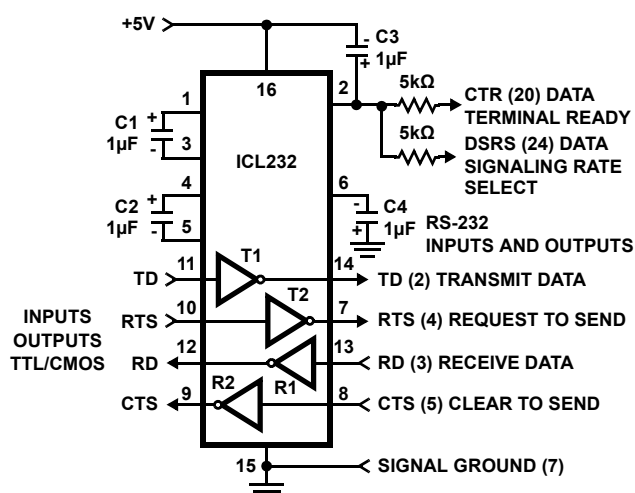 +5V
- C3
+ 1µF
16
1
2
5kΩ
CTR (20) DATA
TERMINAL READY
C1
1µF
+
-
3
ICL232
5kΩ
DSRS (24) DATA
SIGNALING RATE
SELECT
4
6
C2
1µF
+
-
5
-
+
C4
1µF
RS-232
INPUTS AND OUTPUTS
TD
11
T1
14
TD (2) TRANSMIT DATA
INPUTS
OUTPUTS
TTL/CMOS
RTS
10
T2
7
RTS (4) REQUEST TO SEND
RD
12
R1
13
RD (3) RECEIVE DATA
CTS
9
R2
8
CTS (5) CLEAR TO SEND
15
SIGNAL GROUND (7)